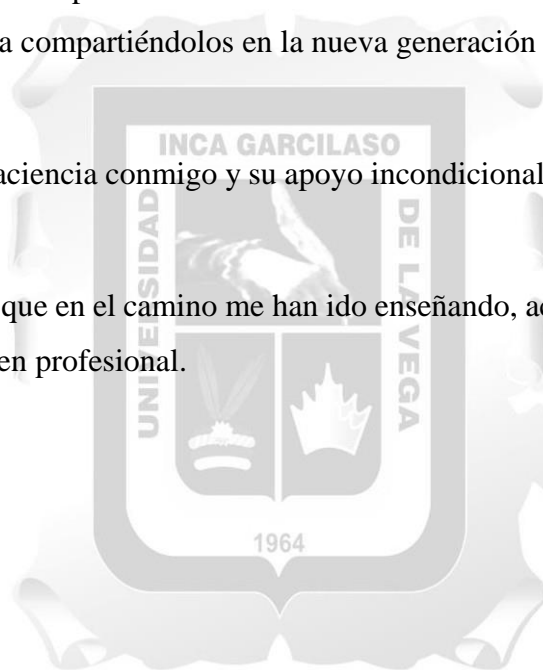 a compartiéndolos en la nueva generación
INCA GARCILASO
aciencia conmigo y su apoyo incondicional
UNIVERSIDAD
DE LA VEGA
que en el camino me han ido enseñando, ac
en profesional.
1964